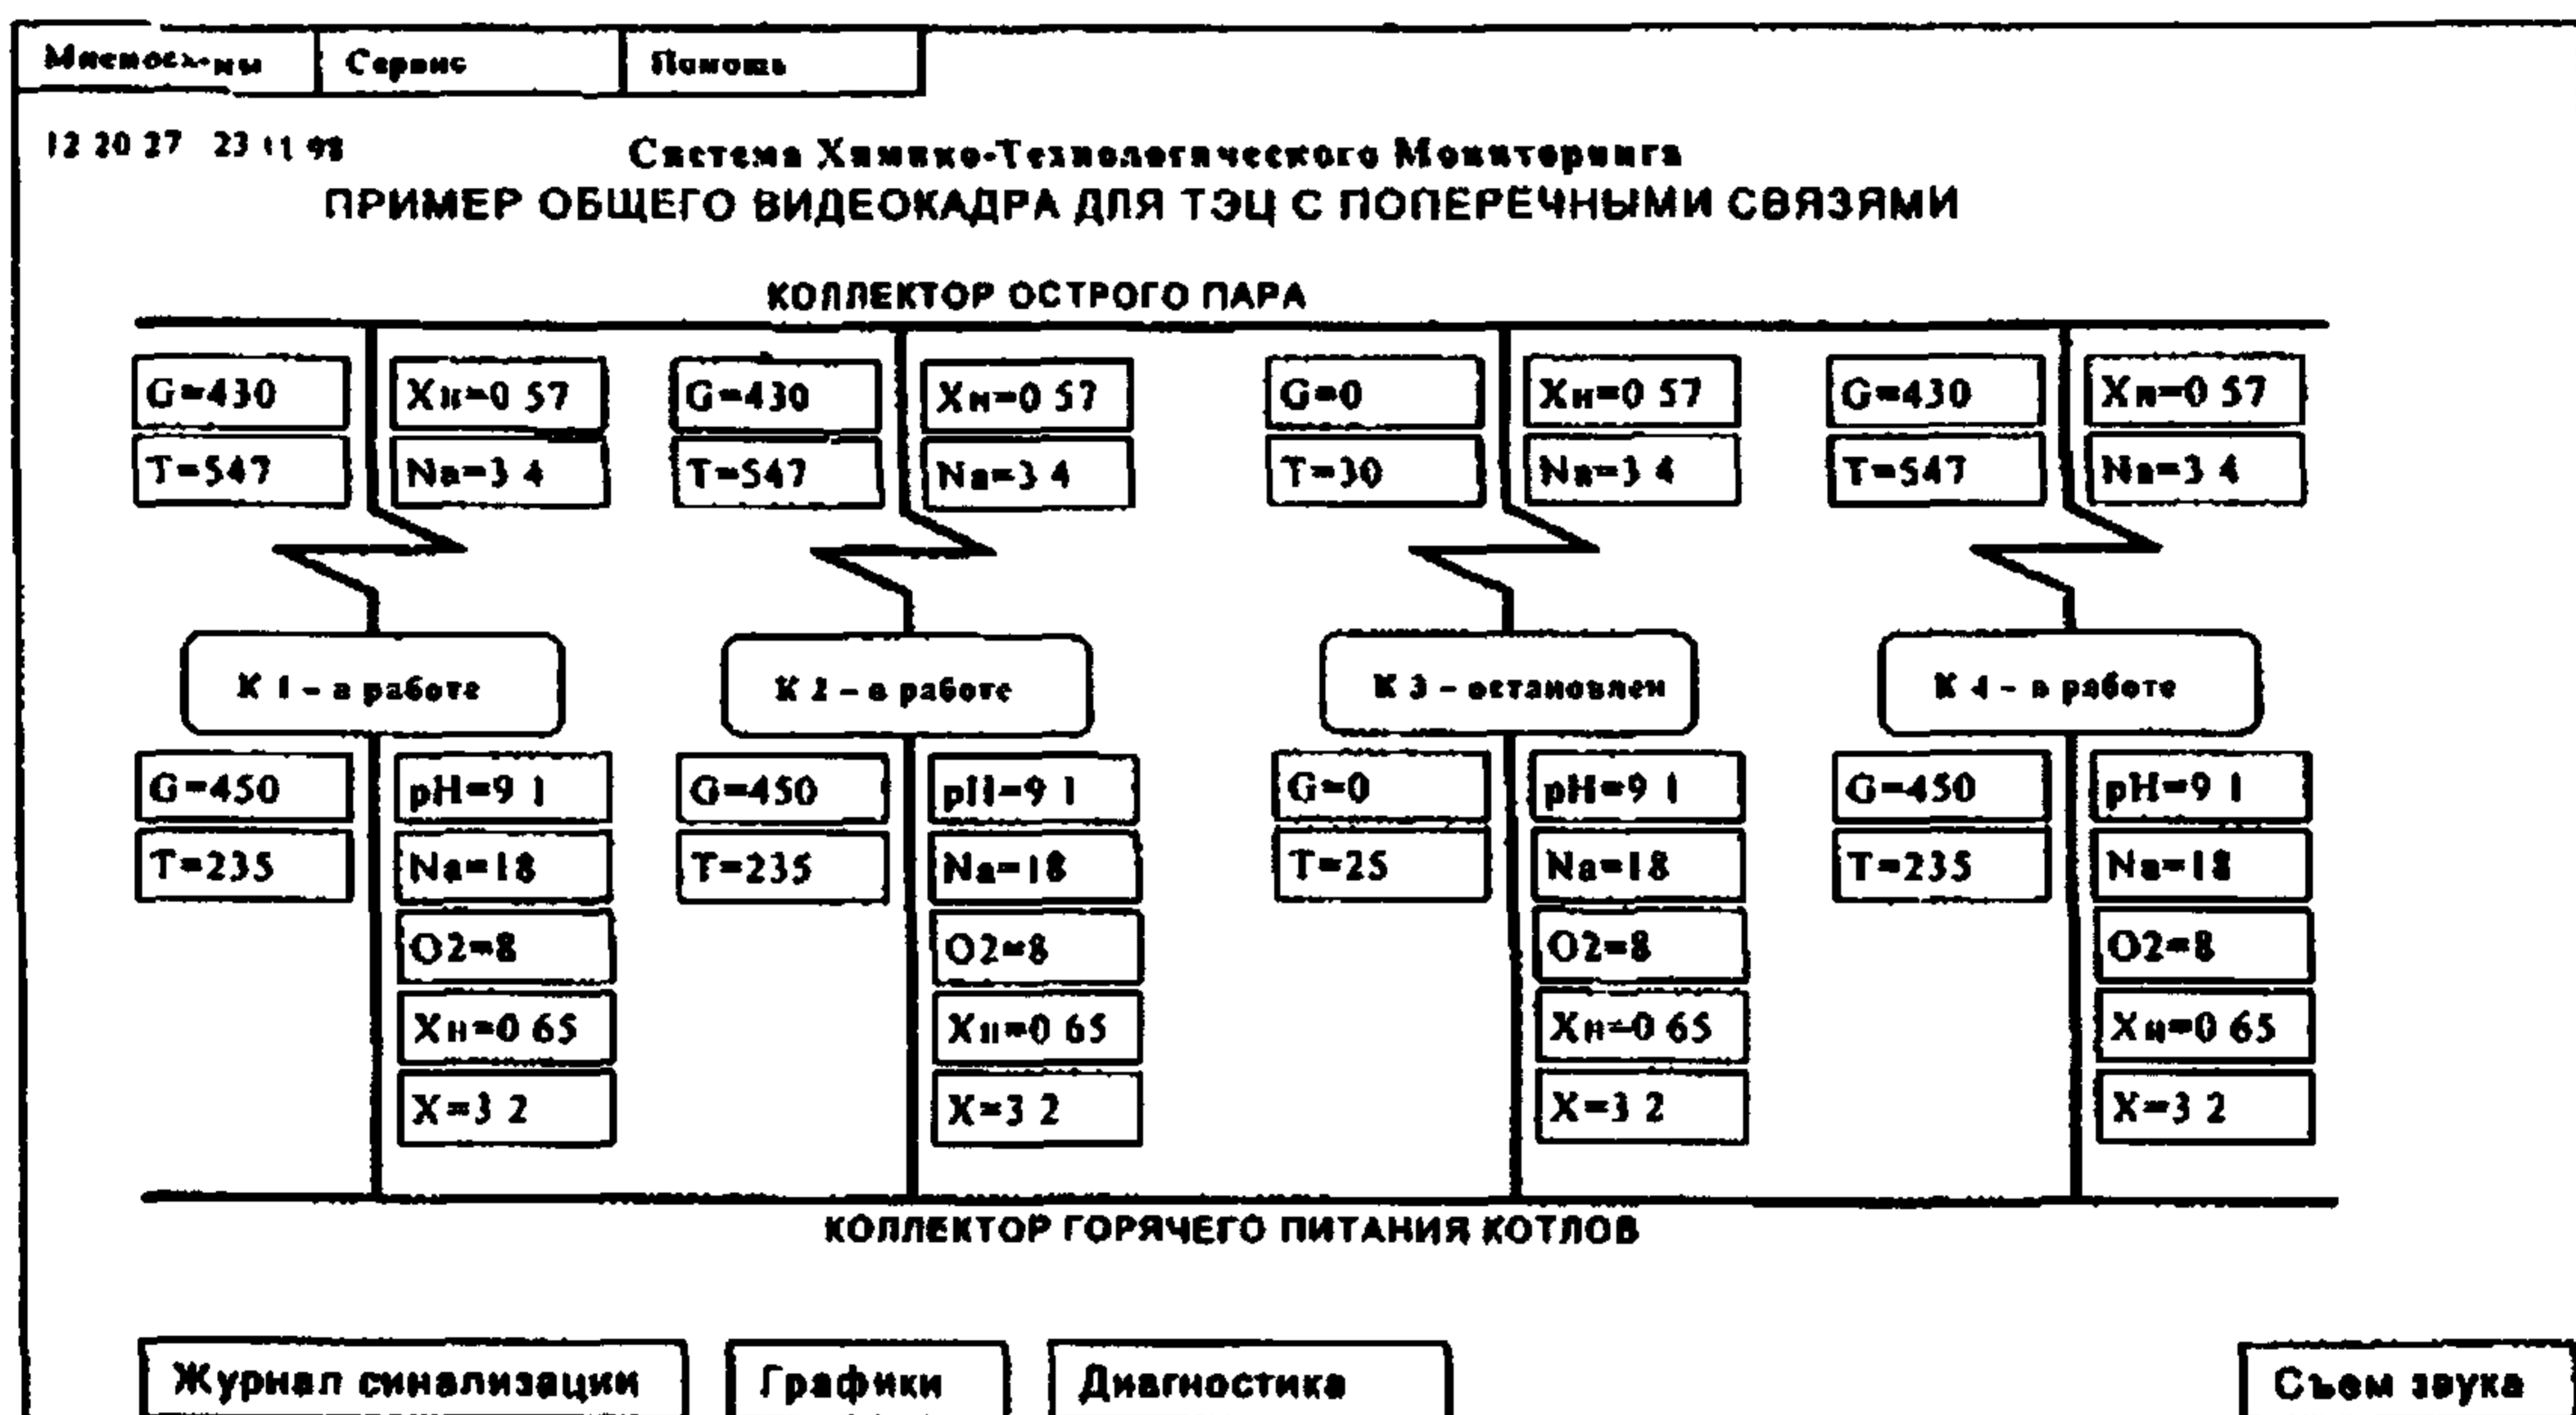 Сервис Помощь
12 20 27 23 11 98
Система Химико-Технологического Мониторинга
ПРИМЕР ОБЩЕГО ВИДЕОКАДРА ДЛЯ ТЭЦ С ПОПЕРЕЧНЫМИ СВЯЗЯМИ
КОЛЛЕКТОР ОСТРОГО ПАРА
G=430 Xн=0 57 G=430 Xн=0 57 G=0 Xн=0 57 G=430 Xн=0 57
T=547 Na=3 4 T=547 Na=3 4 T=30 Na=3 4 T=547 Na=3 4
К 1 – в работе К 2 – в работе К 3 – остановлен К 4 – в работе
G=450 pH=9 1 G=450 pH=9 1 G=0 pH=9 1 G=450 pH=9 1
T=235 Na=18 T=235 Na=18 T=25 Na=18 T=235 Na=18
O2=8 O2=8 O2=8 O2=8
Xн=0 65 Xн=0 65 Xн=0 65 Xн=0 65
X=3 2 X=3 2 X=3 2 X=3 2
КОЛЛЕКТОР ГОРЯЧЕГО ПИТАНИЯ КОТЛОВ
Журнал синализации Графики Диагностика Съем звука